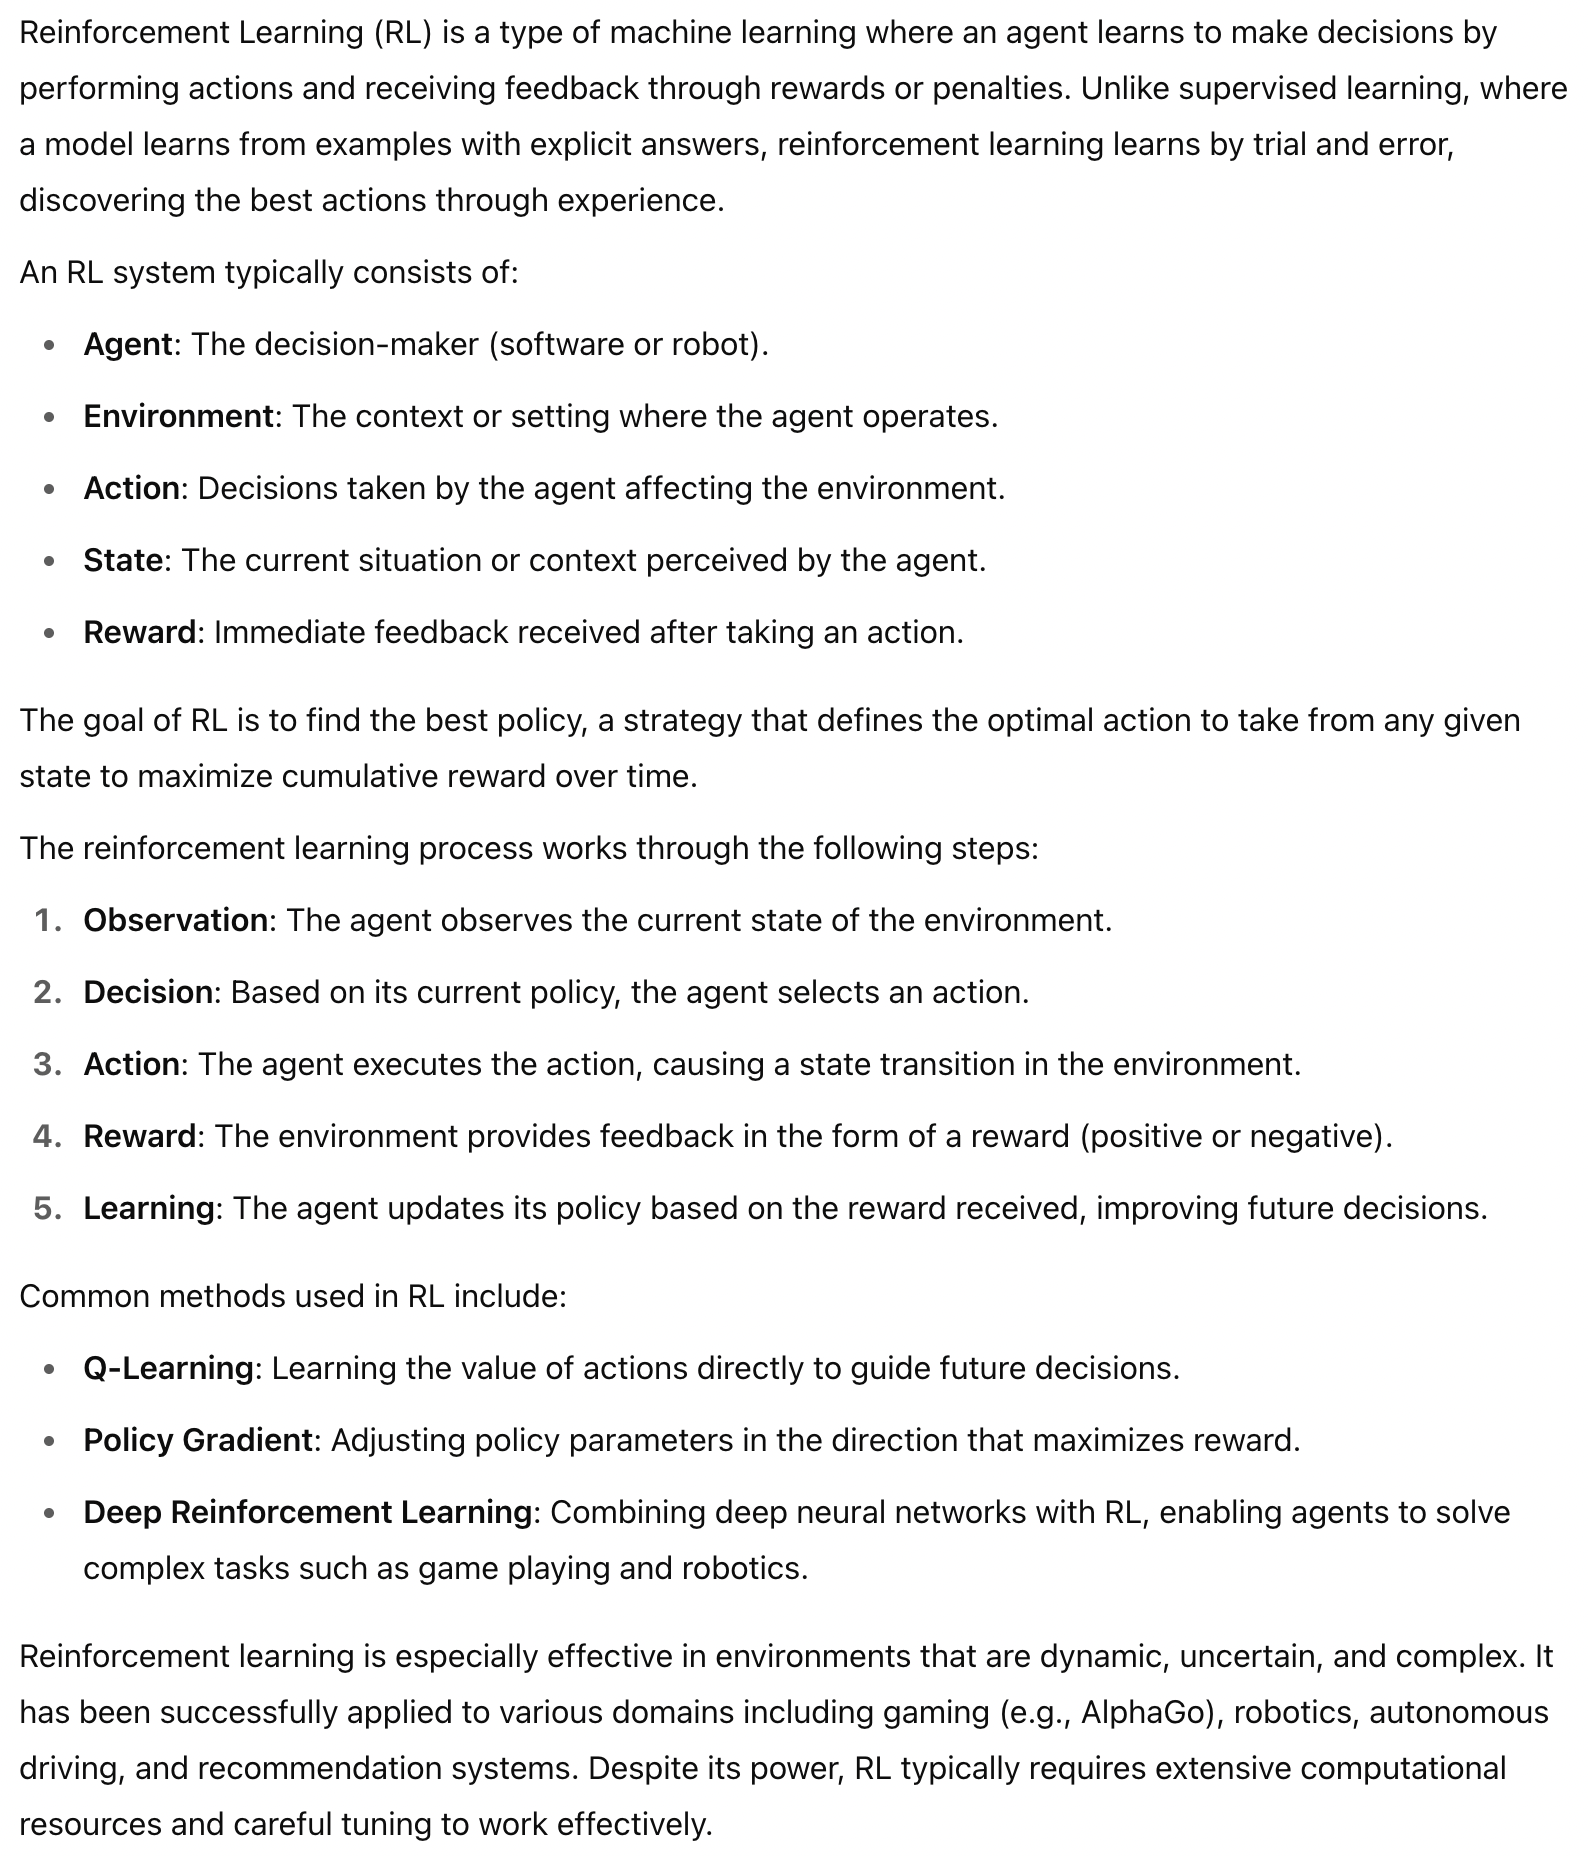 Reinforcement Learning (RL) is a type of machine learning where an agent learns to make decisions by
performing actions and receiving feedback through rewards or penalties. Unlike supervised learning, where
a model learns from examples with explicit answers, reinforcement learning learns by trial and error,
discovering the best actions through experience.
An RL system typically consists of:
• Agent: The decision-maker (software or robot).
• Environment: The context or setting where the agent operates.
• Action: Decisions taken by the agent affecting the environment.
• State: The current situation or context perceived by the agent.
• Reward: Immediate feedback received after taking an action.
The goal of RL is to find the best policy, a strategy that defines the optimal action to take from any given
state to maximize cumulative reward over time.
The reinforcement learning process works through the following steps:
1. Observation: The agent observes the current state of the environment.
2. Decision: Based on its current policy, the agent selects an action.
3. Action: The agent executes the action, causing a state transition in the environment.
4. Reward: The environment provides feedback in the form of a reward (positive or negative).
5. Learning: The agent updates its policy based on the reward received, improving future decisions.
Common methods used in RL include:
• Q-Learning: Learning the value of actions directly to guide future decisions.
• Policy Gradient: Adjusting policy parameters in the direction that maximizes reward.
• Deep Reinforcement Learning: Combining deep neural networks with RL, enabling agents to solve
complex tasks such as game playing and robotics.
Reinforcement learning is especially effective in environments that are dynamic, uncertain, and complex. It
has been successfully applied to various domains including gaming (e.g., AlphaGo), robotics, autonomous
driving, and recommendation systems. Despite its power, RL typically requires extensive computational
resources and careful tuning to work effectively.